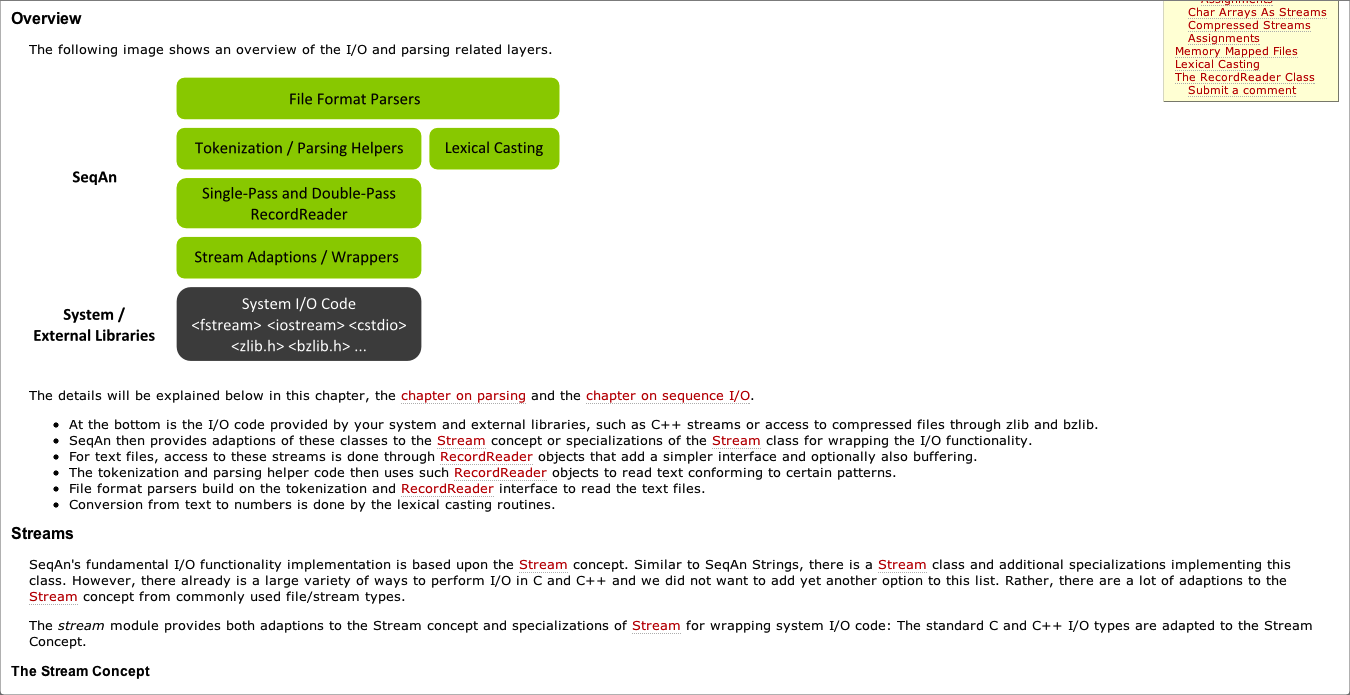 Overview
Assignments
Char Arrays As Streams
Compressed Streams
Assignments
Memory Mapped Files
Lexical Casting
The RecordReader Class
Submit a comment
The following image shows an overview of the I/O and parsing related layers.
File Format Parsers
Tokenization / Parsing Helpers
Lexical Casting
SeqAn
Single-Pass and Double-Pass
RecordReader
Stream Adaptions / Wrappers
System /
External Libraries
System I/O Code
<fstream> <iostream> <cstdio>
<zlib.h> <bzlib.h> ...
The details will be explained below in this chapter, the chapter on parsing and the chapter on sequence I/O.
• At the bottom is the I/O code provided by your system and external libraries, such as C++ streams or access to compressed files through zlib and bzlib.
• SeqAn then provides adaptions of these classes to the Stream concept or specializations of the Stream class for wrapping the I/O functionality.
• For text files, access to these streams is done through RecordReader objects that add a simpler interface and optionally also buffering.
• The tokenization and parsing helper code then uses such RecordReader objects to read text conforming to certain patterns.
• File format parsers build on the tokenization and RecordReader interface to read the text files.
• Conversion from text to numbers is done by the lexical casting routines.
Streams
SeqAn's fundamental I/O functionality implementation is based upon the Stream concept. Similar to SeqAn Strings, there is a Stream class and additional specializations implementing this
class. However, there already is a large variety of ways to perform I/O in C and C++ and we did not want to add yet another option to this list. Rather, there are a lot of adaptions to the
Stream concept from commonly used file/stream types.
The stream module provides both adaptions to the Stream concept and specializations of Stream for wrapping system I/O code: The standard C and C++ I/O types are adapted to the Stream
Concept.
The Stream Concept